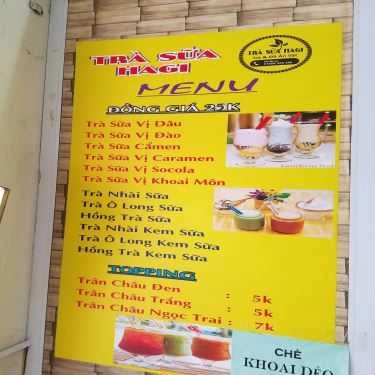 TRÀ SỮA
HAGI
TRÀ SỮA HAGI
MENU
ĐỒNG GIÁ 25K
Trà Sữa Vị Dâu
Trà Sữa Vị Đào
Trà Sữa Cẩmen
Trà Sữa Vị Caramen
Trà Sữa Vị Socola
Trà Sữa Vị Khoai Môn
Trà Nhài Sữa
Trà Ô Long Sữa
Hồng Trà Sữa
Trà Nhài Kem Sữa
Trà Ô Long Kem Sữa
Hồng Trà Kem Sữa
TOPPING
Trân Châu Đen : 5k
Trân Châu Trắng : 5k
Trân Châu Ngọc Trai : 7k
CHÈ
KHOAI DẺO